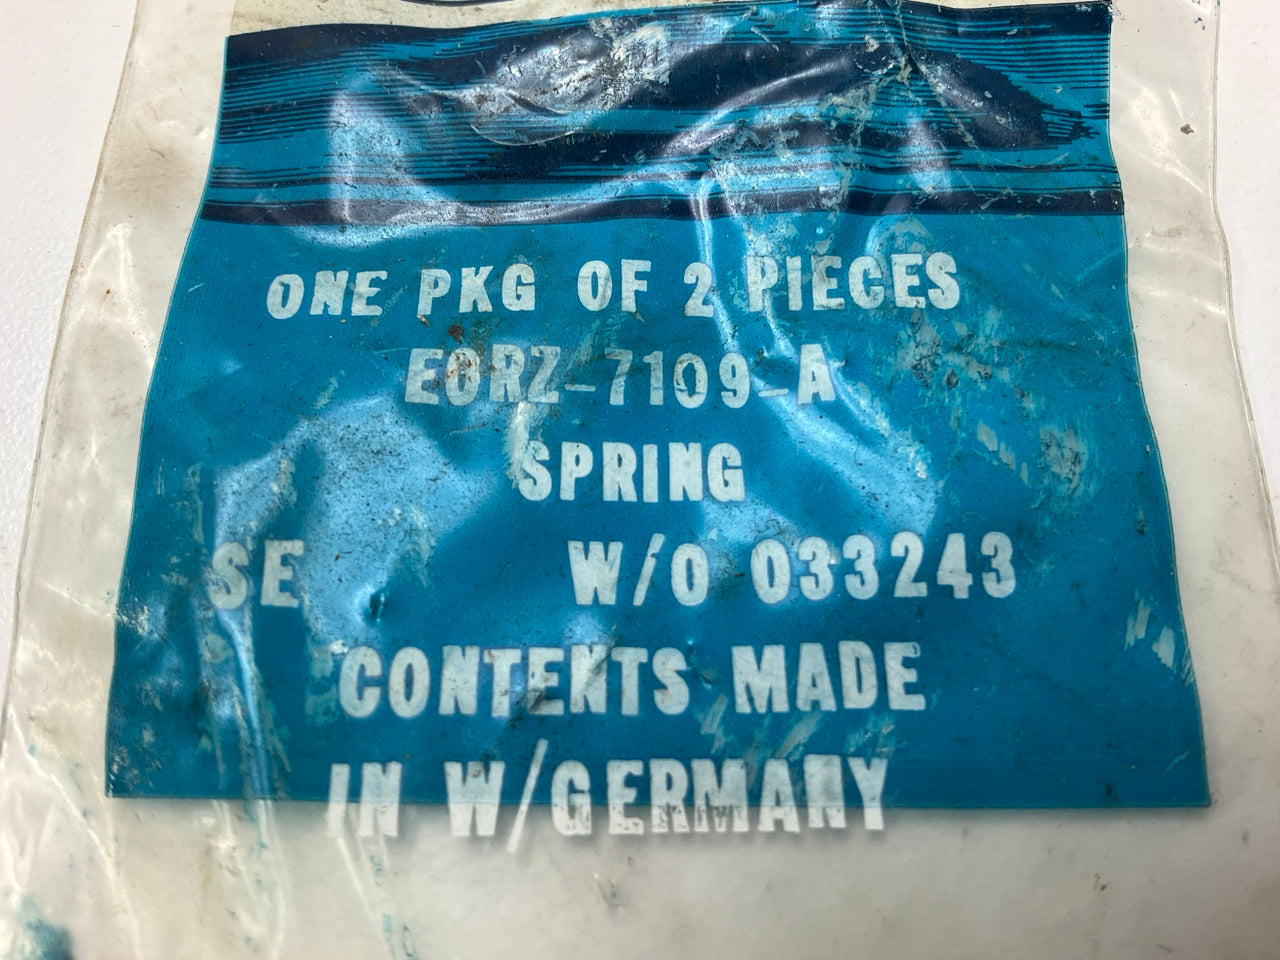 ONE PKG OF 2 PIECES
EORZ-7109-A
SPRING
SE W/O 033243
CONTENTS MADE
IN W/GERMANY